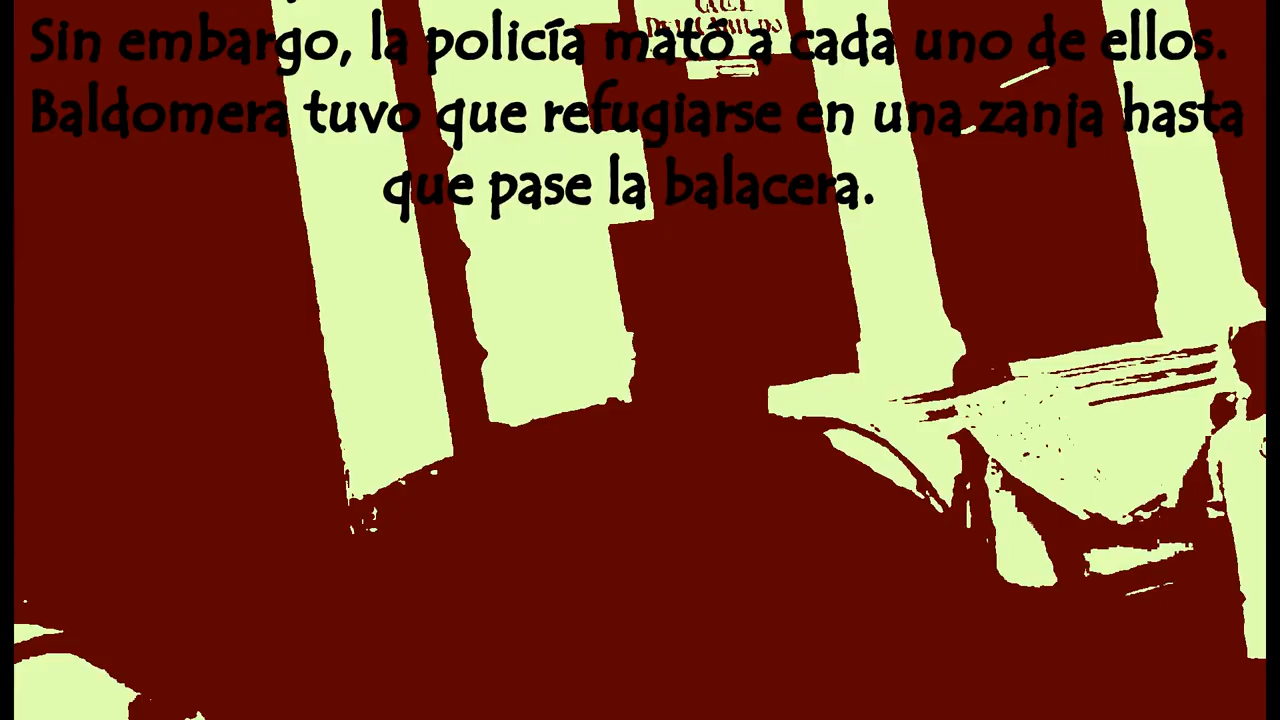 Sin embargo, la policía mató a cada uno de ellos.
Baldomera tuvo que refugiarse en una zanja hasta
que pase la balacera.